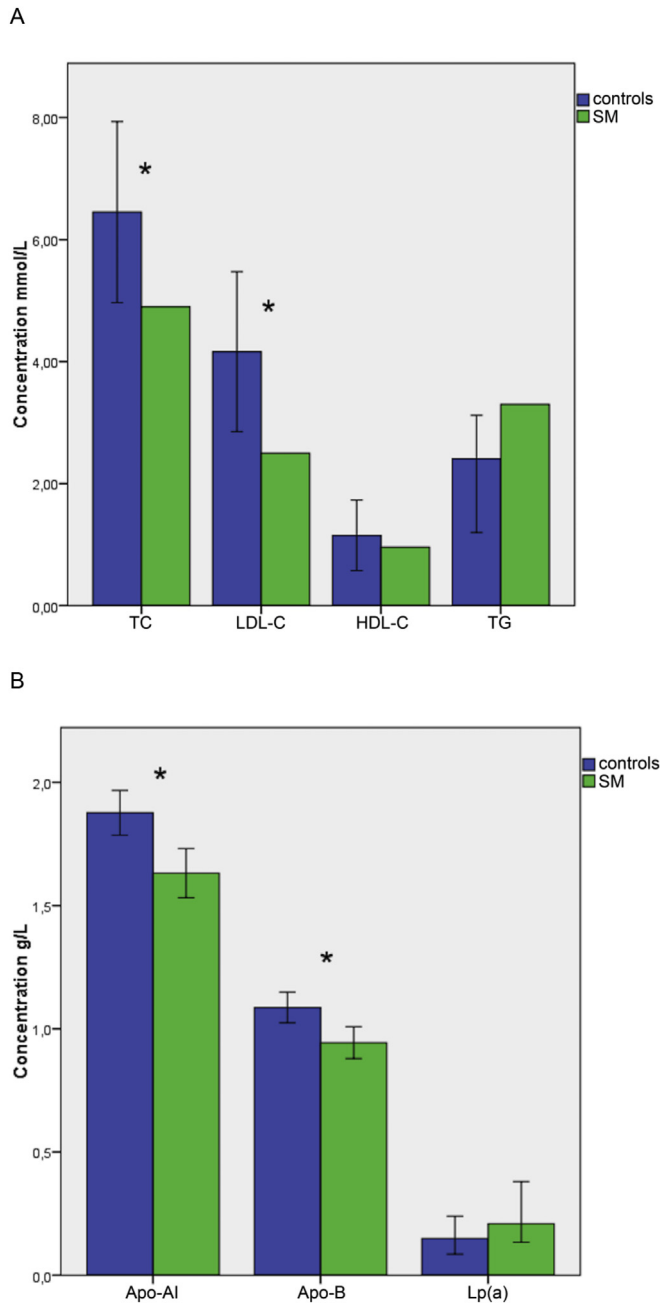 A
controls
SM
8,00
6,00
4,00
2,00
0,00
Concentration mmol/L
*
*
TC LDL-C HDL-C TG
B
controls
SM
2,0
1,5
1,0
0,5
0,0
Concentration g/L
*
*
Apo-AI Apo-B Lp(a)